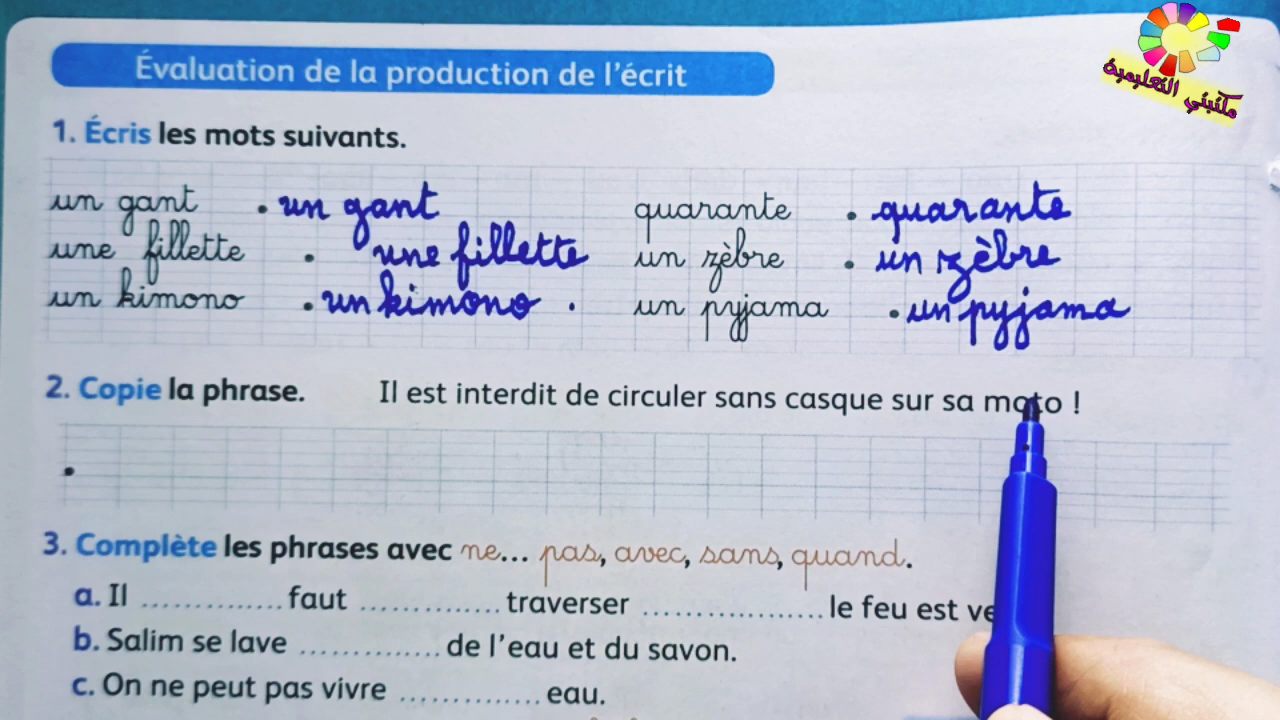 مكتبتي التعليمية
Évaluation de la production de l'écrit
1. Écris les mots suivants.
un gant . un gant quarante . quarante
une fillette . une fillette un zèbre . un zèbre
un kimono . un kimono . un pyjama . un pyjama
2. Copie la phrase. Il est interdit de circuler sans casque sur sa moto !
.
3. Complète les phrases avec ne... pas, avec, sans, quand.
a. Il .............. faut .............. traverser .................. le feu est
b. Salim se lave .............. de l'eau et du savon.
c. On ne peut pas vivre .............. eau.